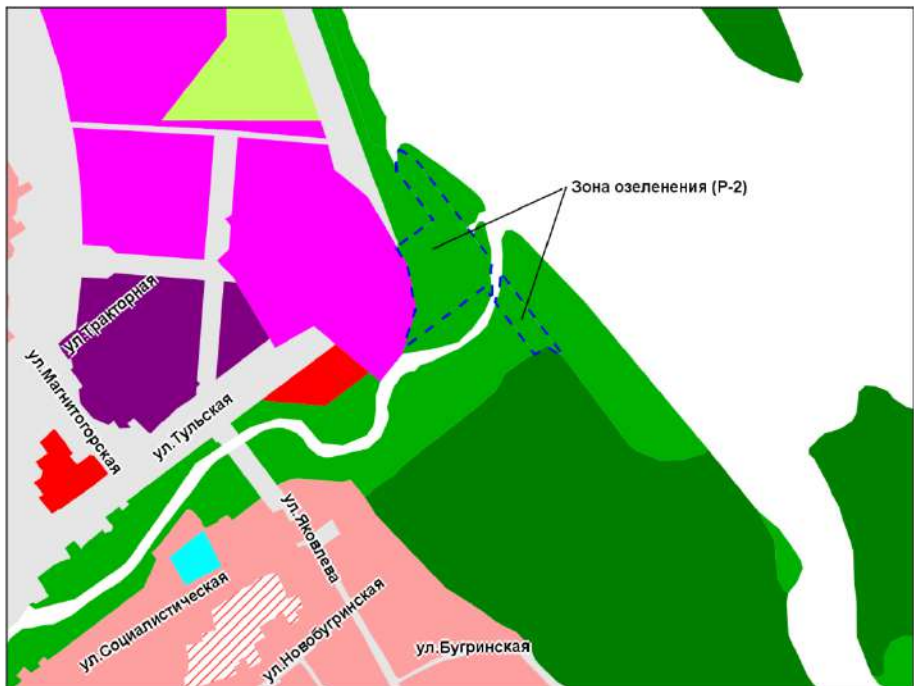 Зона озеленения (Р-2)
ул.Тракторная
ул.Магнитогорская
ул.Тульская
ул.Яковлева
ул.Социалистическая
ул.Новобугринская
ул.Бугринская